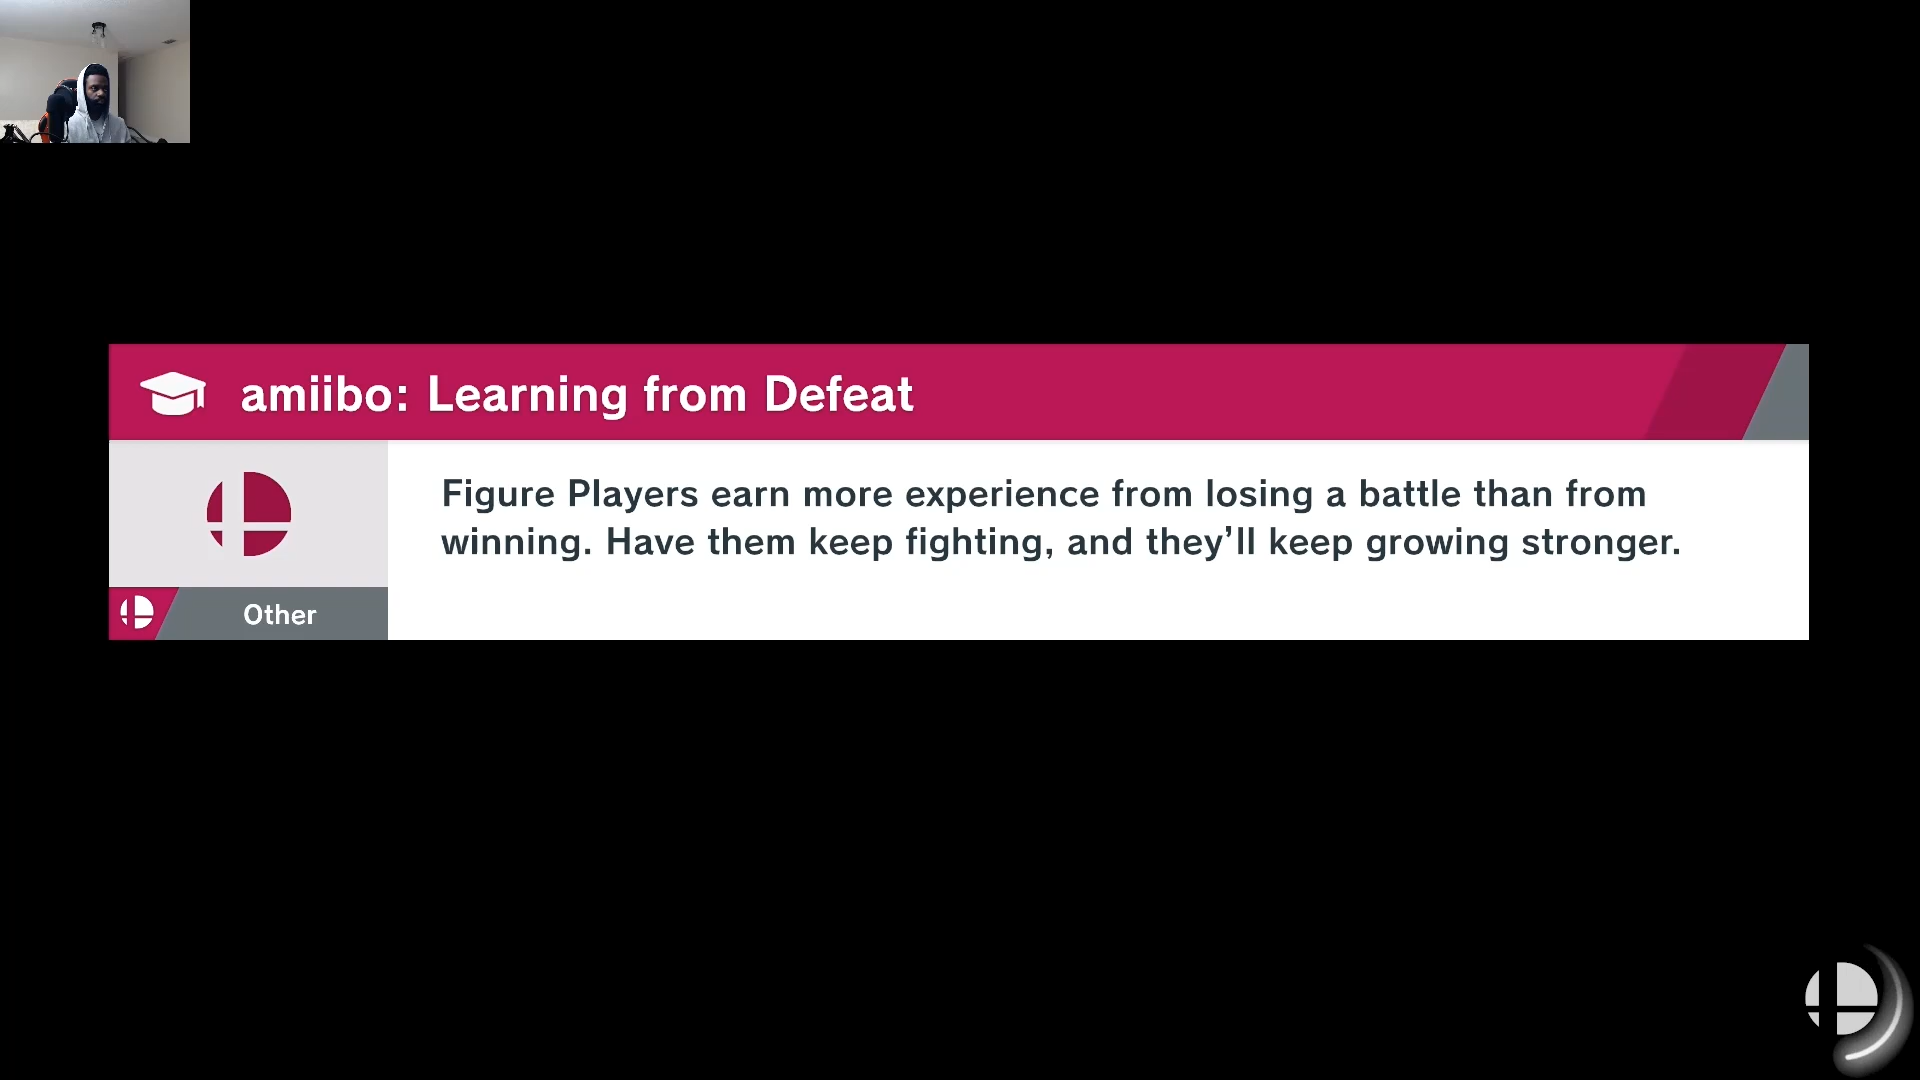 amiibo: Learning from Defeat
Figure Players earn more experience from losing a battle than from
winning. Have them keep fighting, and they’ll keep growing stronger.
Other